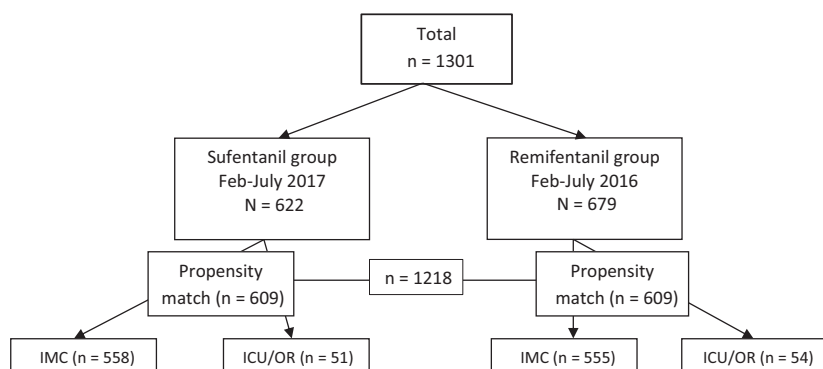 Total
n = 1301
Sufentanil group
Feb-July 2017
N = 622
Remifentanil group
Feb-July 2016
N = 679
Propensity
match (n = 609)
n = 1218
Propensity
match (n = 609)
IMC (n = 558)
ICU/OR (n = 51)
IMC (n = 555)
ICU/OR (n = 54)